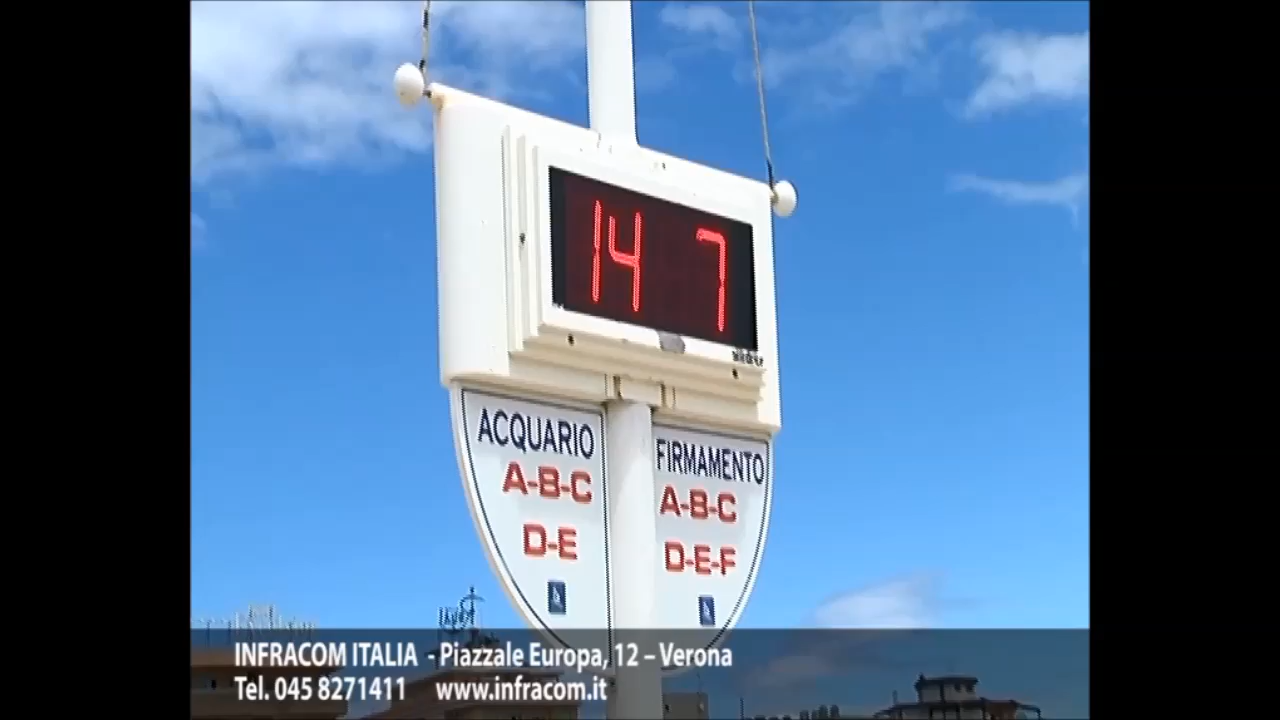 14 7
ACQUARIO
A-B-C
D-E
FIRMAMENTO
A-B-C
D-E-F
INFRACOM ITALIA - Piazzale Europa, 12 – Verona
Tel. 045 8271411 www.infracom.it